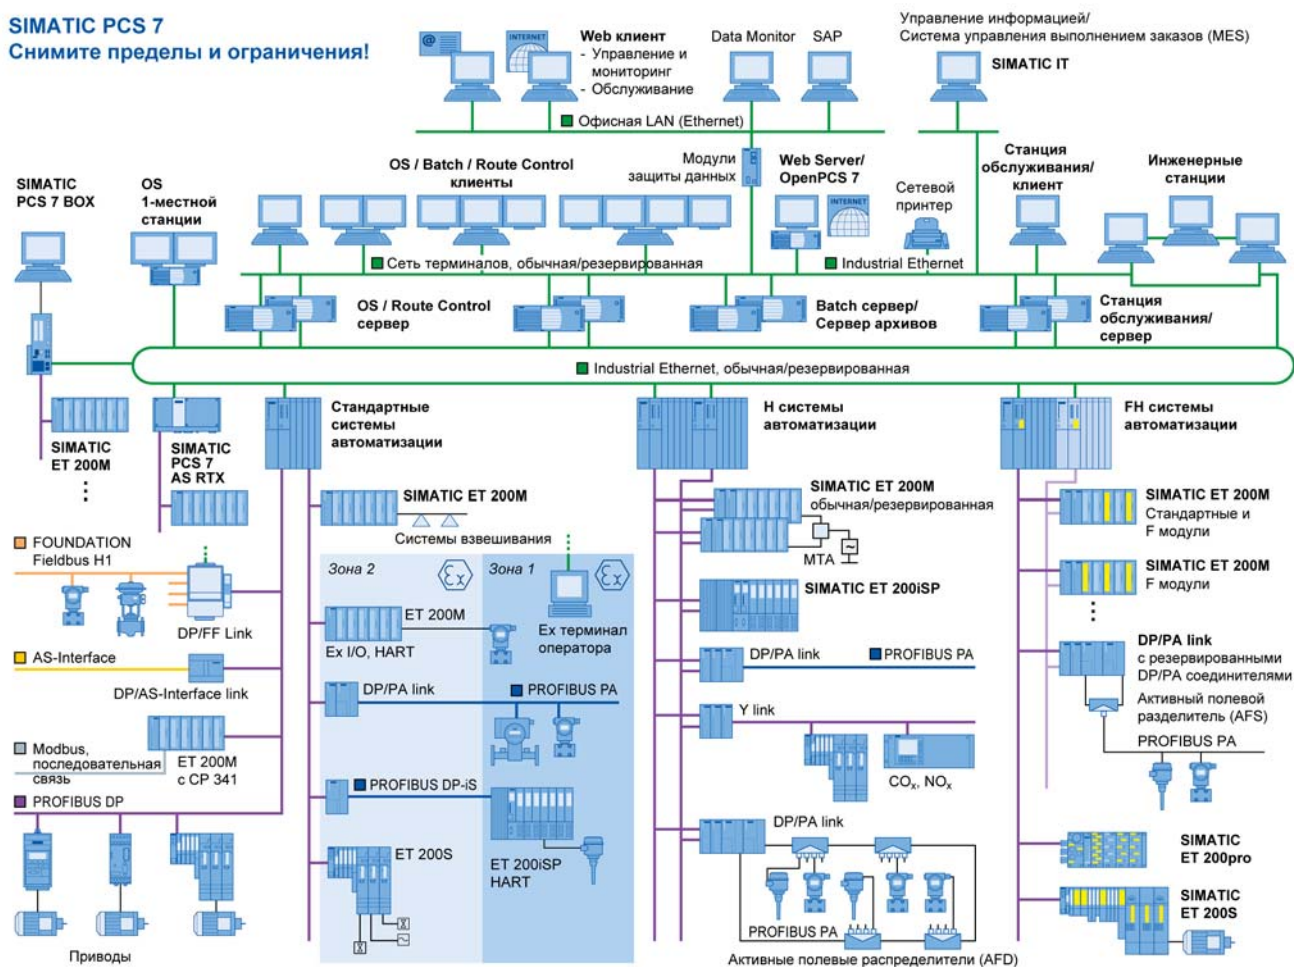 SIMATIC PCS 7
Снимите пределы и ограничения!
Web клиент
- Управление и
мониторинг
- Обслуживание
INTERNET
@
Data Monitor
SAP
Управление информацией/
Система управления выполнением заказов (MES)
SIMATIC IT
Офисная LAN (Ethernet)
SIMATIC
PCS 7 BOX
OS
1-местной
станции
OS / Batch / Route Control
клиенты
Модули
защиты данных
Web Server/
OpenPCS 7
INTERNET
Сетевой
принтер
Станция
обслуживания/
клиент
Инженерные
станции
Сеть терминалов, обычная/резервированная
Industrial Ethernet
OS / Route Control
сервер
Batch сервер/
Сервер архивов
Станция
обслуживания/
сервер
Industrial Ethernet, обычная/резервированная
SIMATIC
ET 200M
SIMATIC
PCS 7
AS RTX
Стандартные
системы
автоматизации
H системы
автоматизации
FH системы
автоматизации
SIMATIC ET 200M
Системы взвешивания
SIMATIC ET 200M
обычная/резервированная
MTA
SIMATIC ET 200M
Стандартные и
F модули
SIMATIC ET 200M
F модули
FOUNDATION
Fieldbus H1
DP/FF Link
Зона 2
Ex
Зона 1
Ex
ET 200M
Ex I/O, HART
Ex терминал
оператора
SIMATIC ET 200iSP
AS-Interface
DP/AS-Interface link
DP/PA link
PROFIBUS PA
DP/PA link
PROFIBUS PA
DP/PA link
с резервированными
DP/PA соединителями
Активный полевой
разделитель (AFS)
PROFIBUS PA
Modbus,
последовательная
связь
ET 200M
с CP 341
Y link
COx, NOx
PROFIBUS DP
PROFIBUS DP-iS
ET 200iSP
HART
ET 200S
DP/PA link
PROFIBUS PA
Активные полевые распределители (AFD)
SIMATIC
ET 200pro
SIMATIC
ET 200S
Приводы